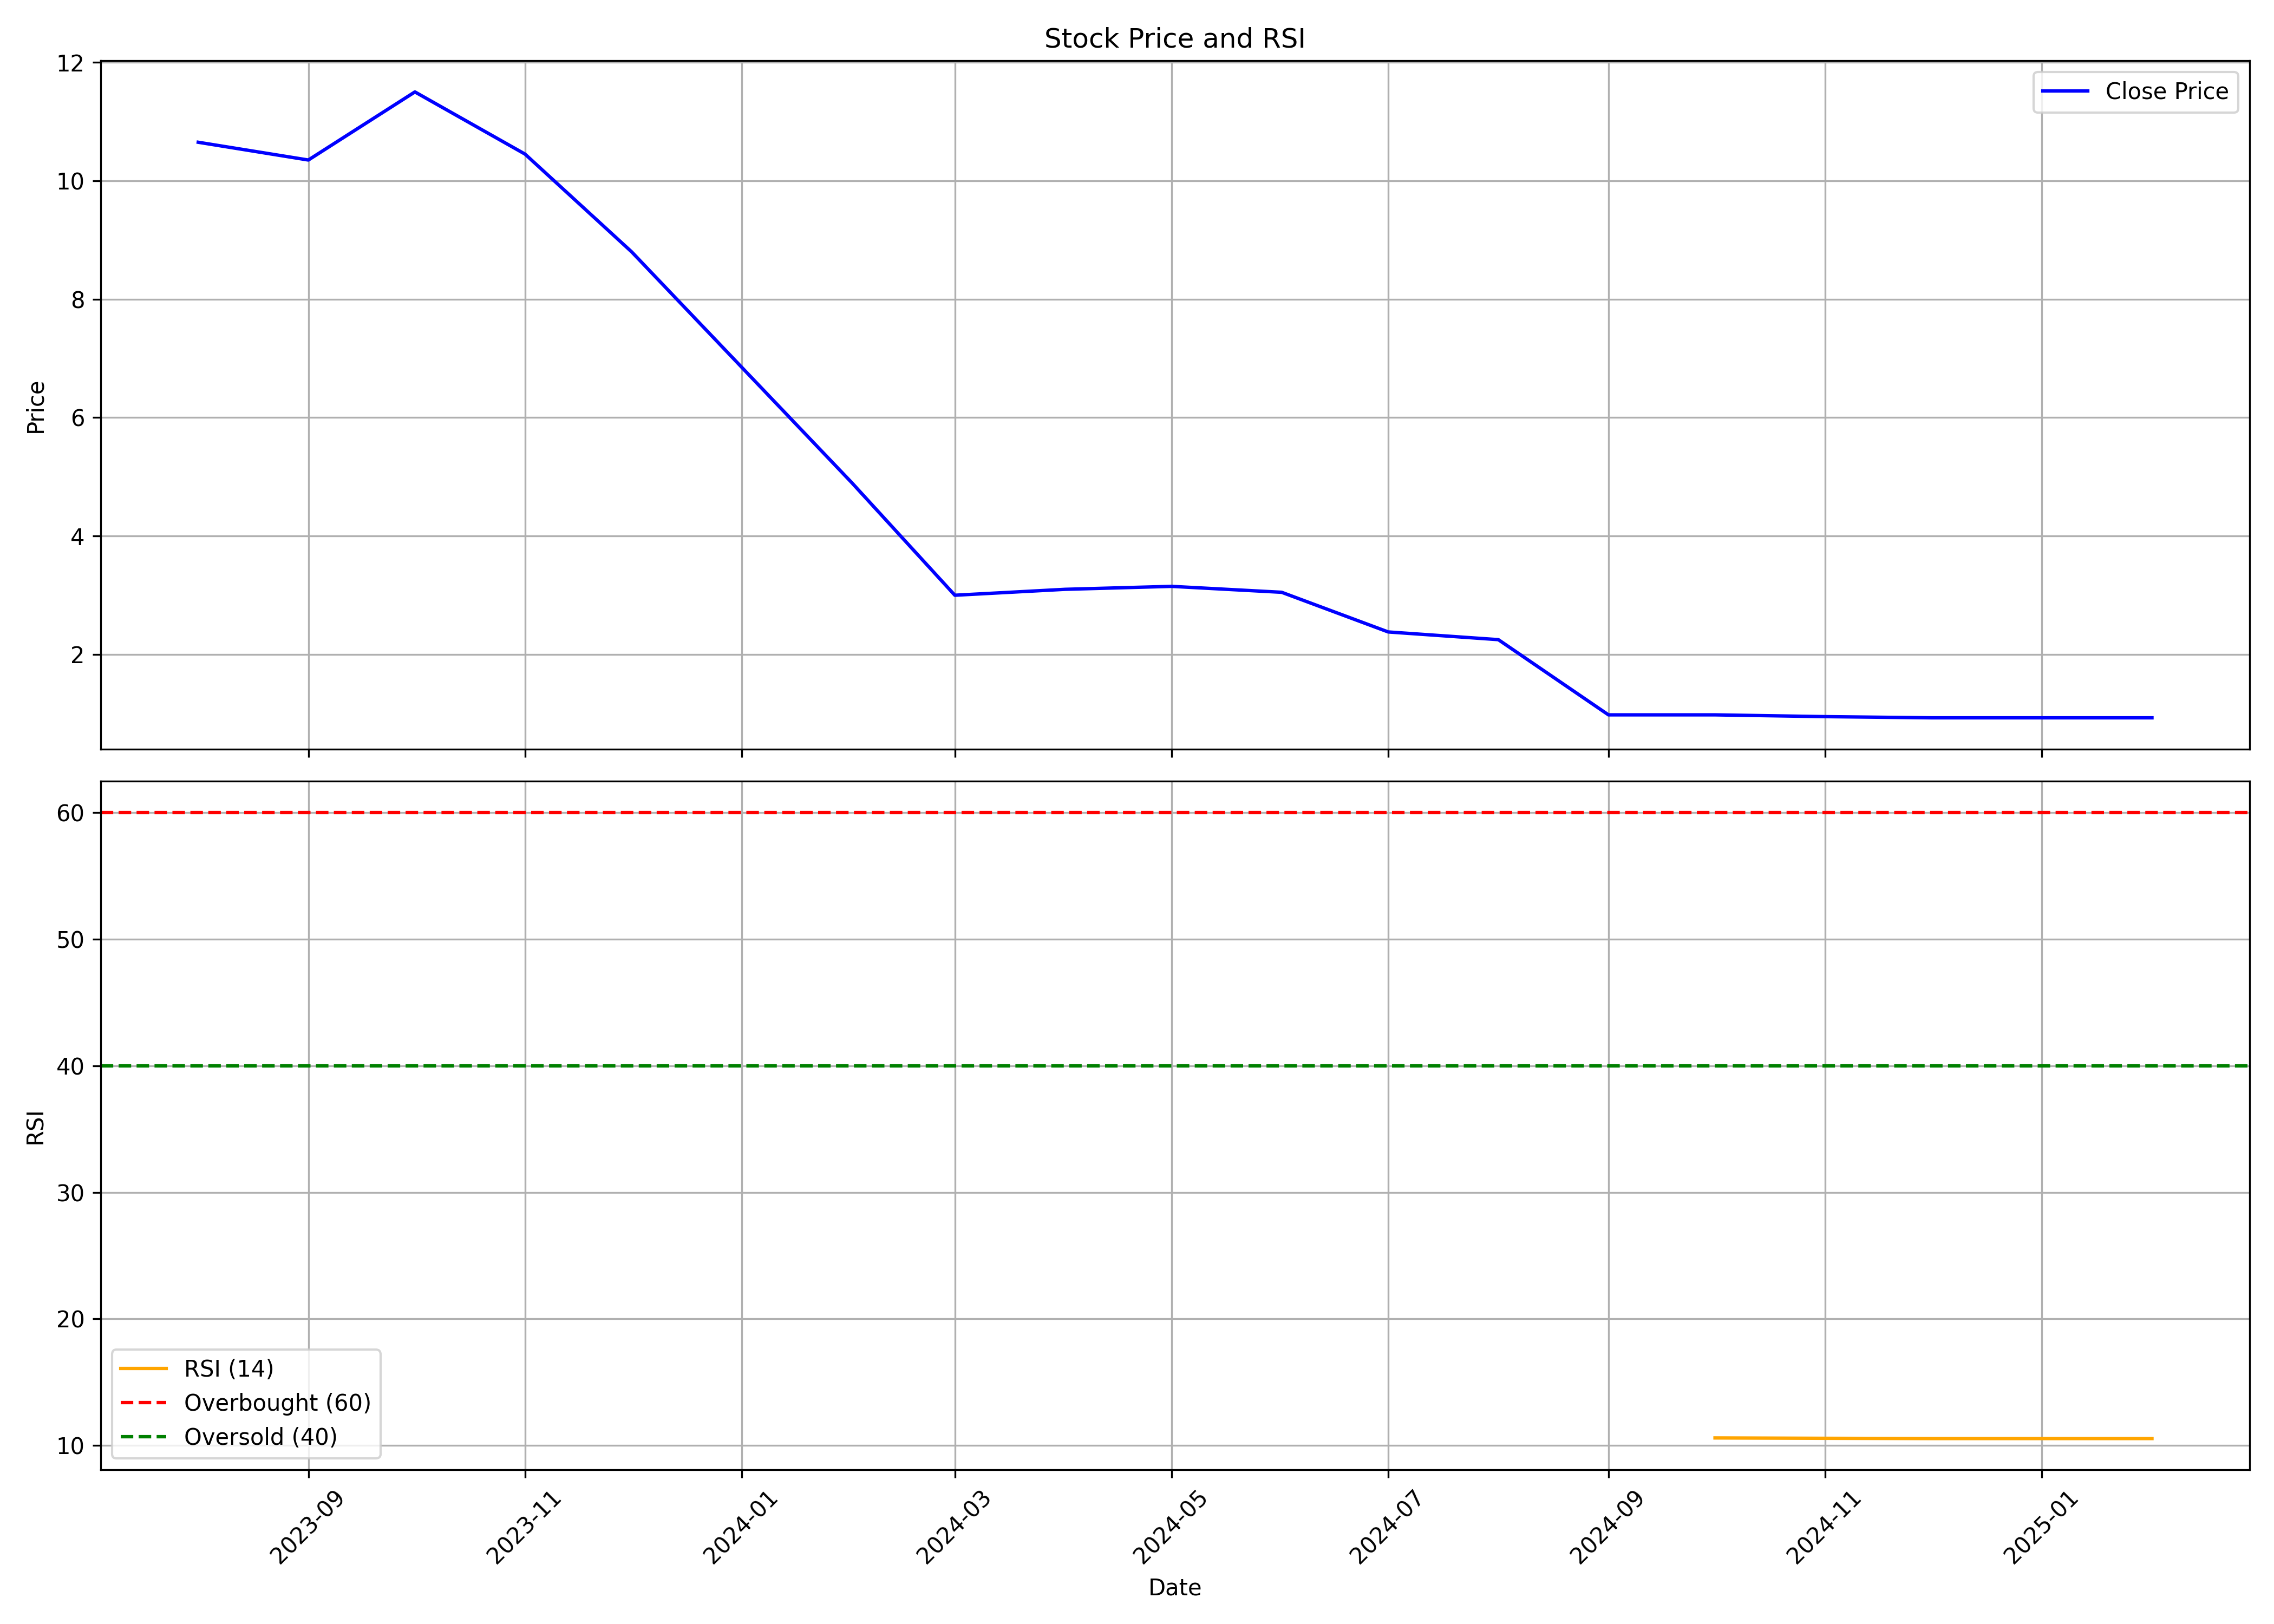 Stock Price and RSI
12
10
8
6
4
2
Price
Close Price
60
50
40
30
20
10
RSI
RSI (14)
Overbought (60)
Oversold (40)
2023-09
2023-11
2024-01
2024-03
2024-05
2024-07
2024-09
2024-11
2025-01
Date